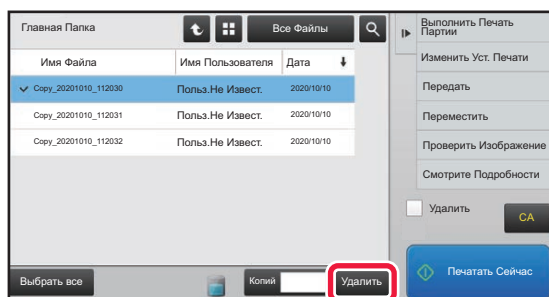 Главная Папка
Все Файлы
Имя Файла
Имя Пользователя
Дата
Copy_20201010_112030
Польз.Не Извест.
2020/10/10
Copy_20201010_112031
Польз.Не Извест.
2020/10/10
Copy_20201010_112032
Польз.Не Извест.
2020/10/10
Выбрать все
Копий
Удалить
Выполнить Печать
Партии
Изменить Уст. Печати
Передать
Переместить
Проверить Изображение
Смотрите Подробности
Удалить
CA
Печатать Сейчас